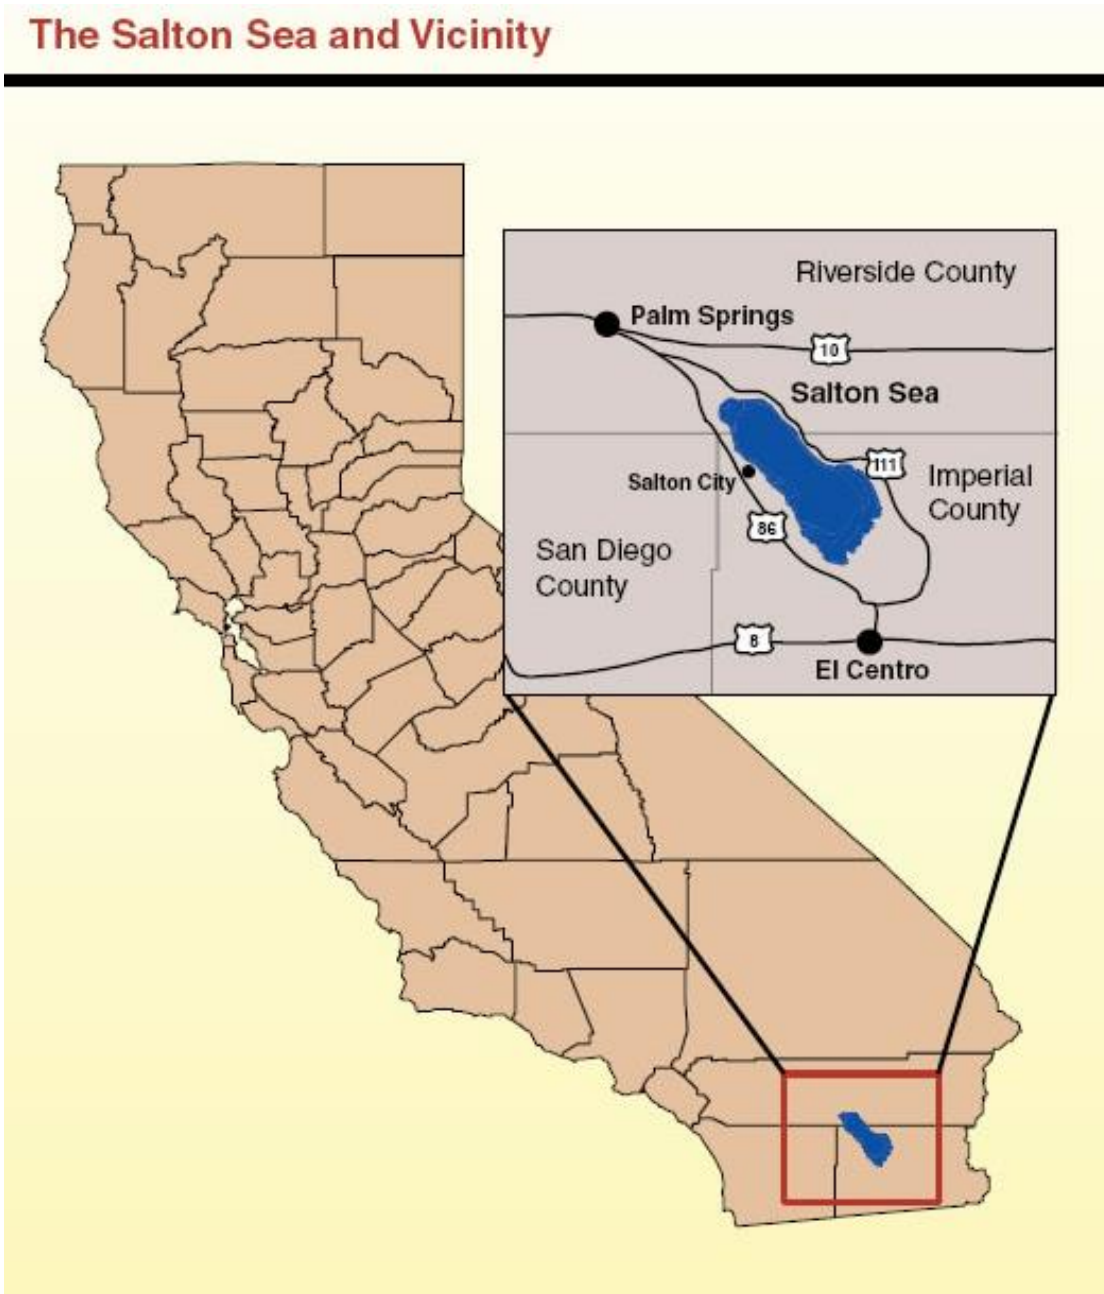 The Salton Sea and Vicinity
Riverside County
Palm Springs
10
Salton Sea
111
Salton City
Imperial
County
86
San Diego
County
8
El Centro